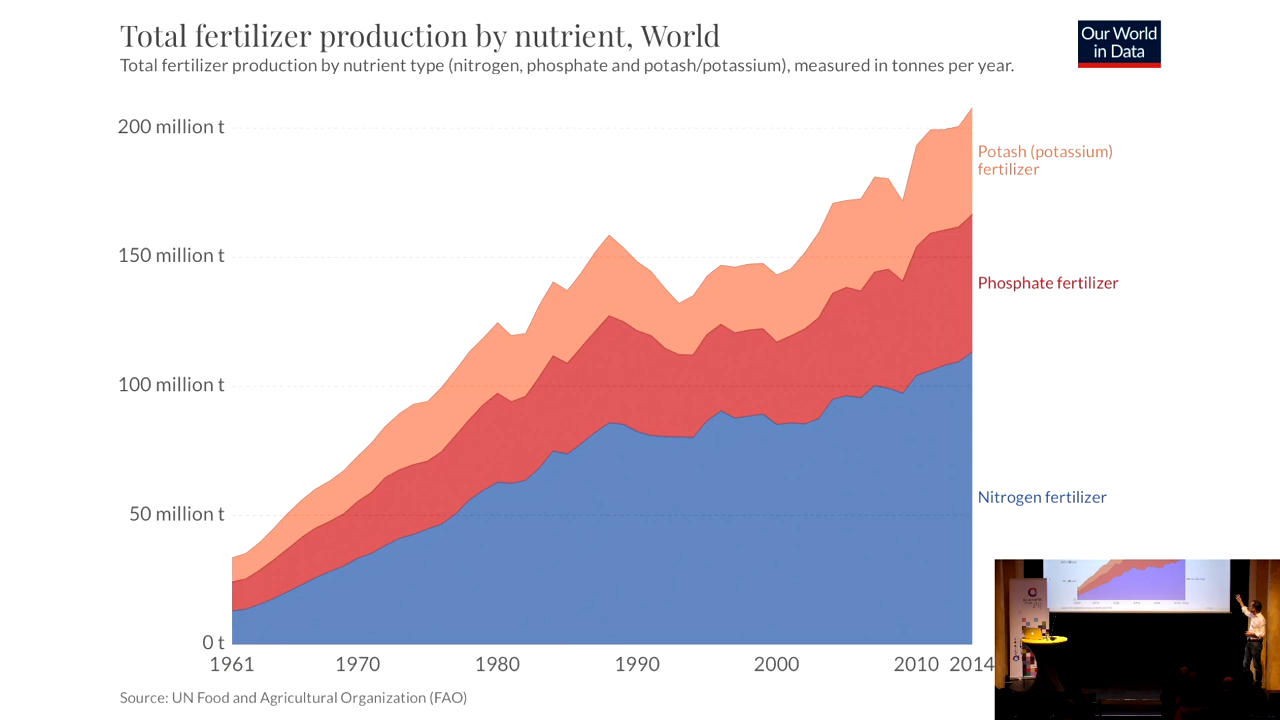 Total fertilizer production by nutrient, World
Total fertilizer production by nutrient type (nitrogen, phosphate and potash/potassium), measured in tonnes per year.
Our World
in Data
200 million t
150 million t
100 million t
50 million t
0 t
Potash (potassium)
fertilizer
Phosphate fertilizer
Nitrogen fertilizer
1961
1970
1980
1990
2000
2010
2014
Source: UN Food and Agricultural Organization (FAO)